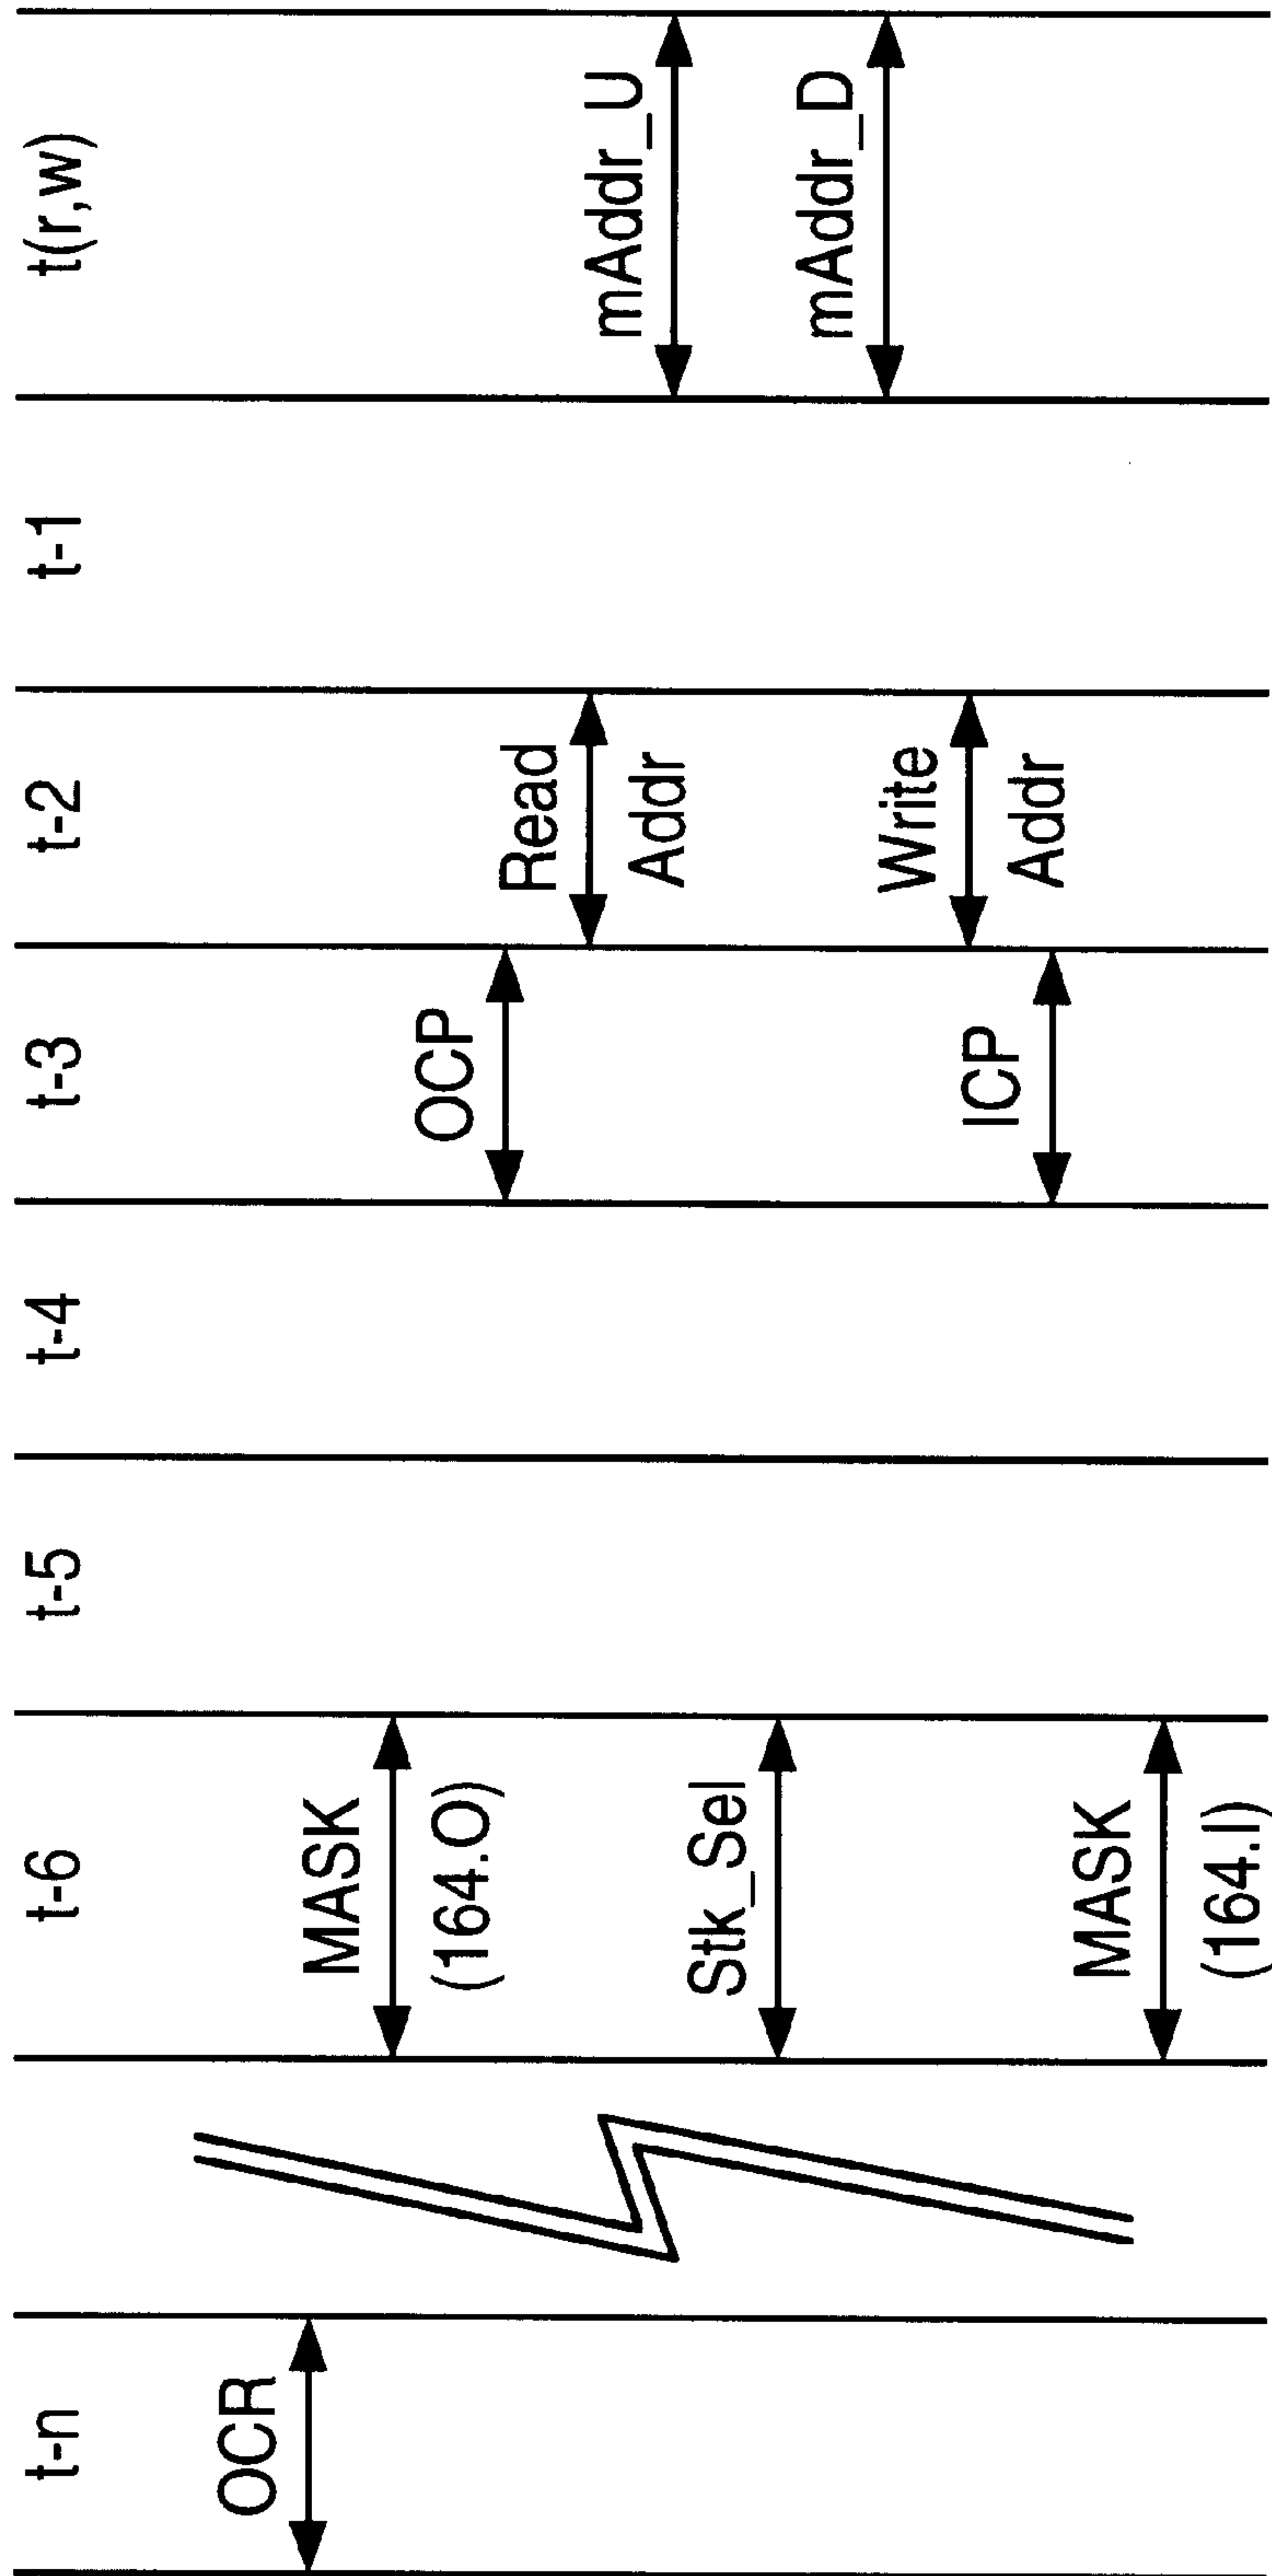 t-n
t-6
t-5
t-4
t-3
t-2
t-1
t(r,w)
OCR
MASK
(164.O)
OCP
Read
Addr
mAddr_U
Stk_Sel
mAddr_D
Write
Addr
ICP
MASK
(164.I)